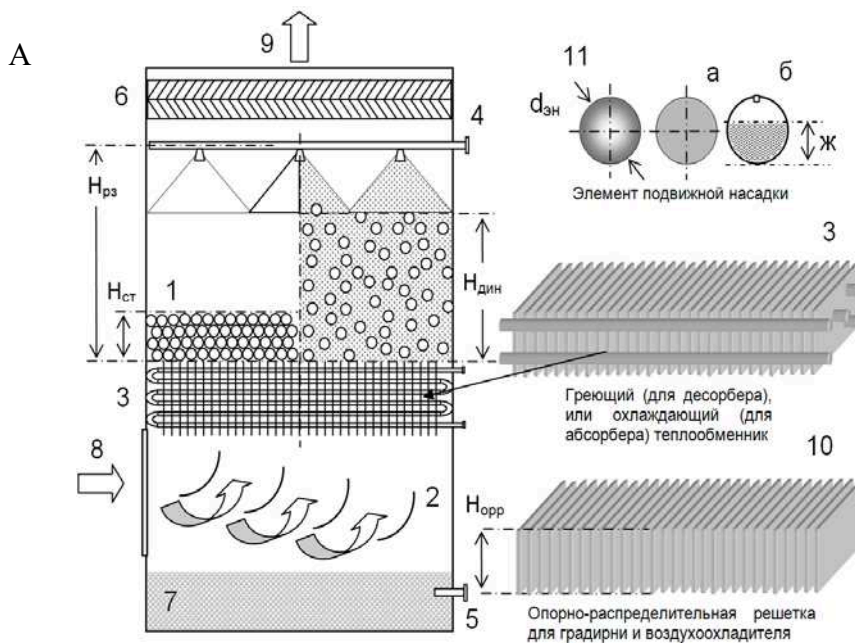 А
9
6
4
Hрз
1
Hст
Hдин
3
8
2
7
5
11
а
б
dэн
ж
Элемент подвижной насадки
3
Греющий (для десорбера),
или охлаждающий (для
абсорбера) теплообменник
10
Hорр
Опорно-распределительная решетка
для градирни и воздухоохладителя